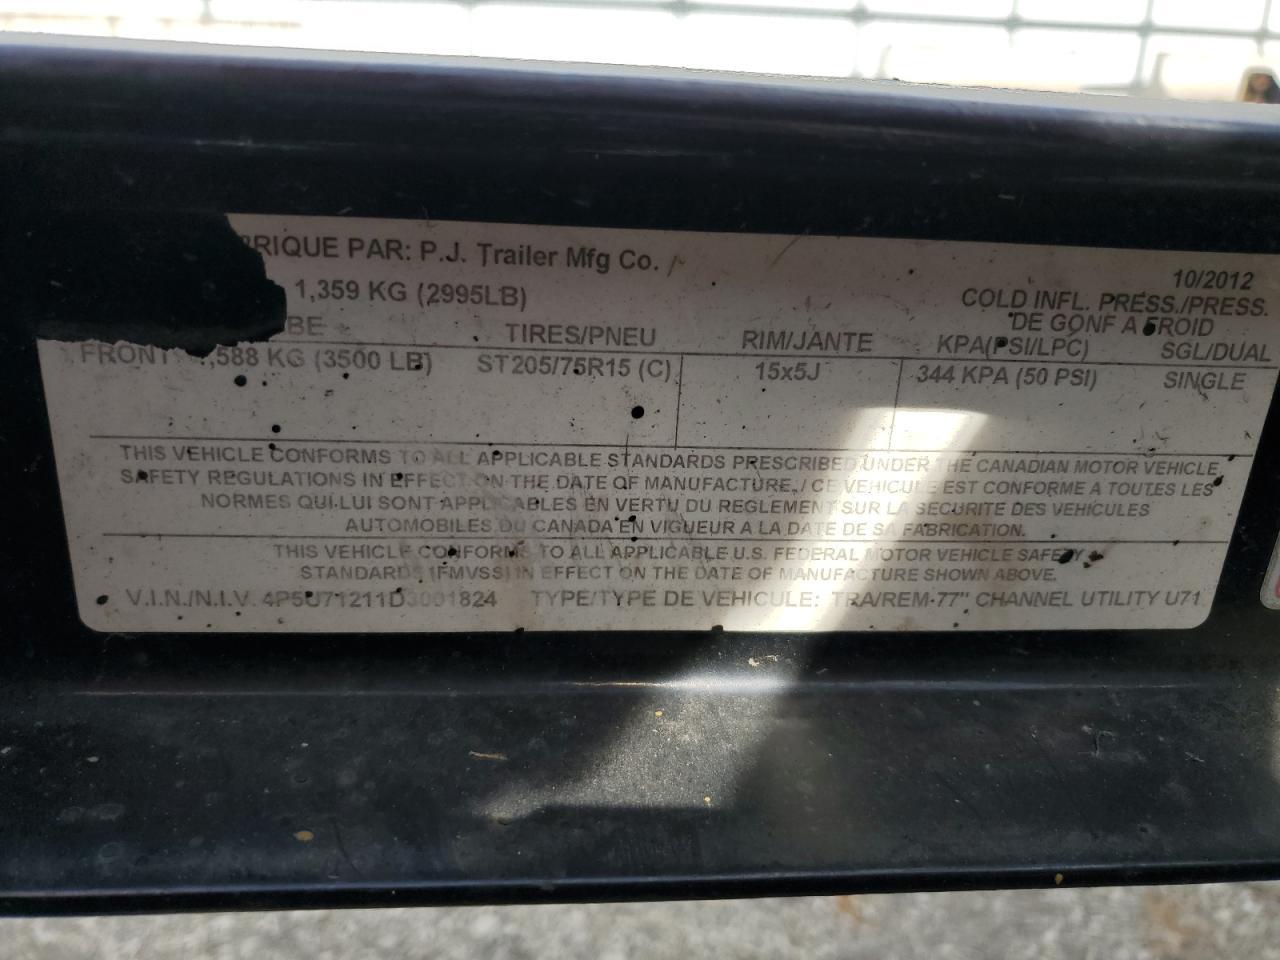 BRIQUE PAR: P.J. Trailer Mfg Co.
10/2012
1,359 KG (2995LB)
COLD INFL. PRESS./PRESS.
DE GONF A FROID
TIRES/PNEU RIM/JANTE KPA(PSI/LPC) SGL/DUAL
FRONT 1,588 KG (3500 LB) ST205/75R15 (C) 15x5J 344 KPA (50 PSI) SINGLE
THIS VEHICLE CONFORMS TO ALL APPLICABLE STANDARDS PRESCRIBED UNDER THE CANADIAN MOTOR VEHICLE
SAFETY REGULATIONS IN EFFECT ON THE DATE OF MANUFACTURE. / CE VEHICULE EST CONFORME A TOUTES LES
NORMES QUI LUI SONT APPLICABLES EN VERTU DU REGLEMENT SUR LA SECURITE DES VEHICULES
AUTOMOBILES DU CANADA EN VIGUEUR A LA DATE DE SA FABRICATION.
THIS VEHICLE CONFORMS TO ALL APPLICABLE U.S. FEDERAL MOTOR VEHICLE SAFETY
STANDARDS (FMVSS) IN EFFECT ON THE DATE OF MANUFACTURE SHOWN ABOVE.
V.I.N./N.I.V. 4P5U71211D3001824 TYPE/TYPE DE VEHICULE: TRA/REM-77" CHANNEL UTILITY U71